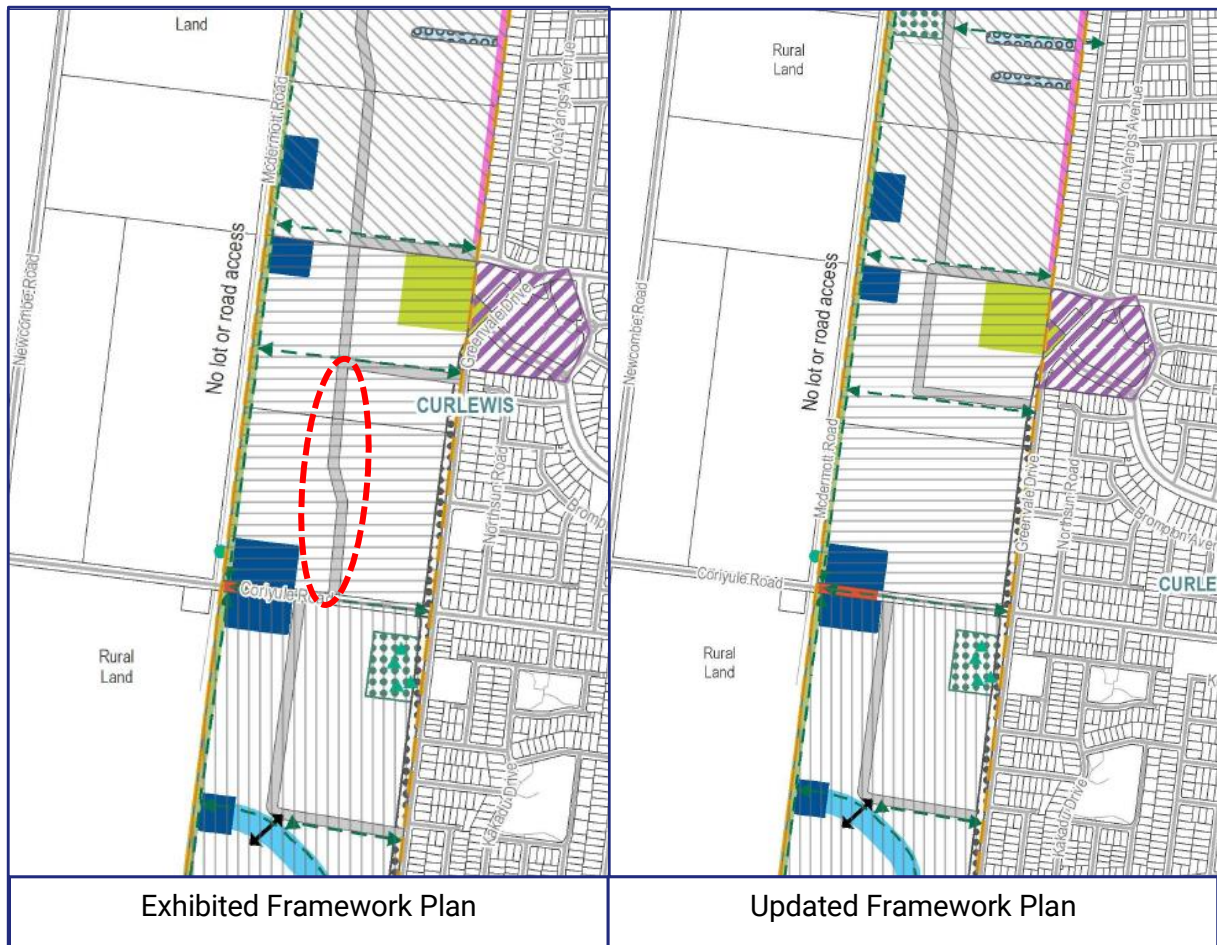 Land
Mcdermott Road
You Yangs Avenue
Newcombe Road
No lot or road access
Greenvale Drive
CURLEWIS
Northsun Road
Coriyule Road
Rural
Land
Kakadu Drive
Exhibited Framework Plan
Rural
Land
You Yangs Avenue
Newcombe Road
No lot or road access
Mcdermott Road
Greenvale Drive
Northsun Road
Brompton Avenue
Coriyule Road
CURLE
Rural
Land
K
Kakadu Drive
Updated Framework Plan